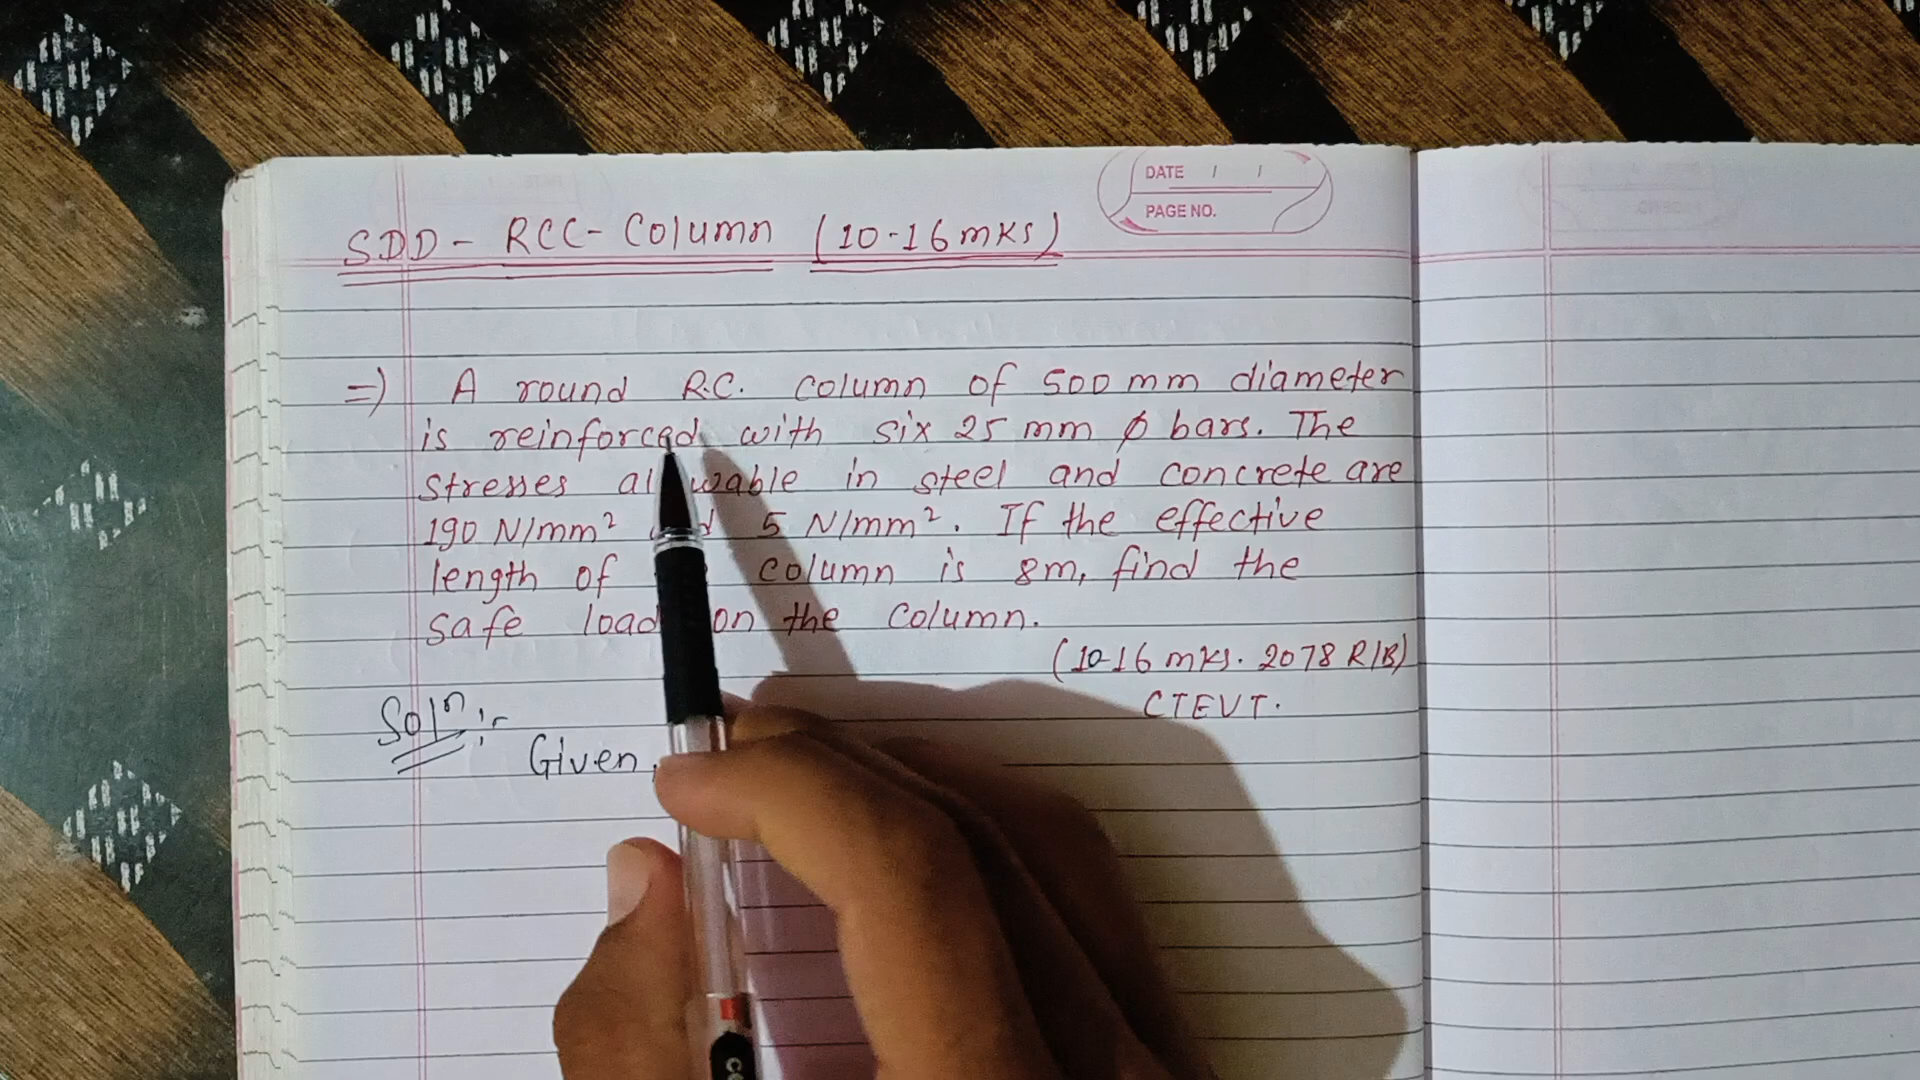 DATE / /
PAGE NO.
SDD - RCC - Column (10-16 mks)
=) A round R.C. column of 500 mm diameter
is reinforced with six 25 mm ϕ bars. The
stresses in steel and concrete are
190 N/mm² 5 N/mm². If the effective
length of column is 8m, find the
safe load on the column.
(10-16 mks. 2078 R/B)
CTEVT.
Solⁿ:-
Given,